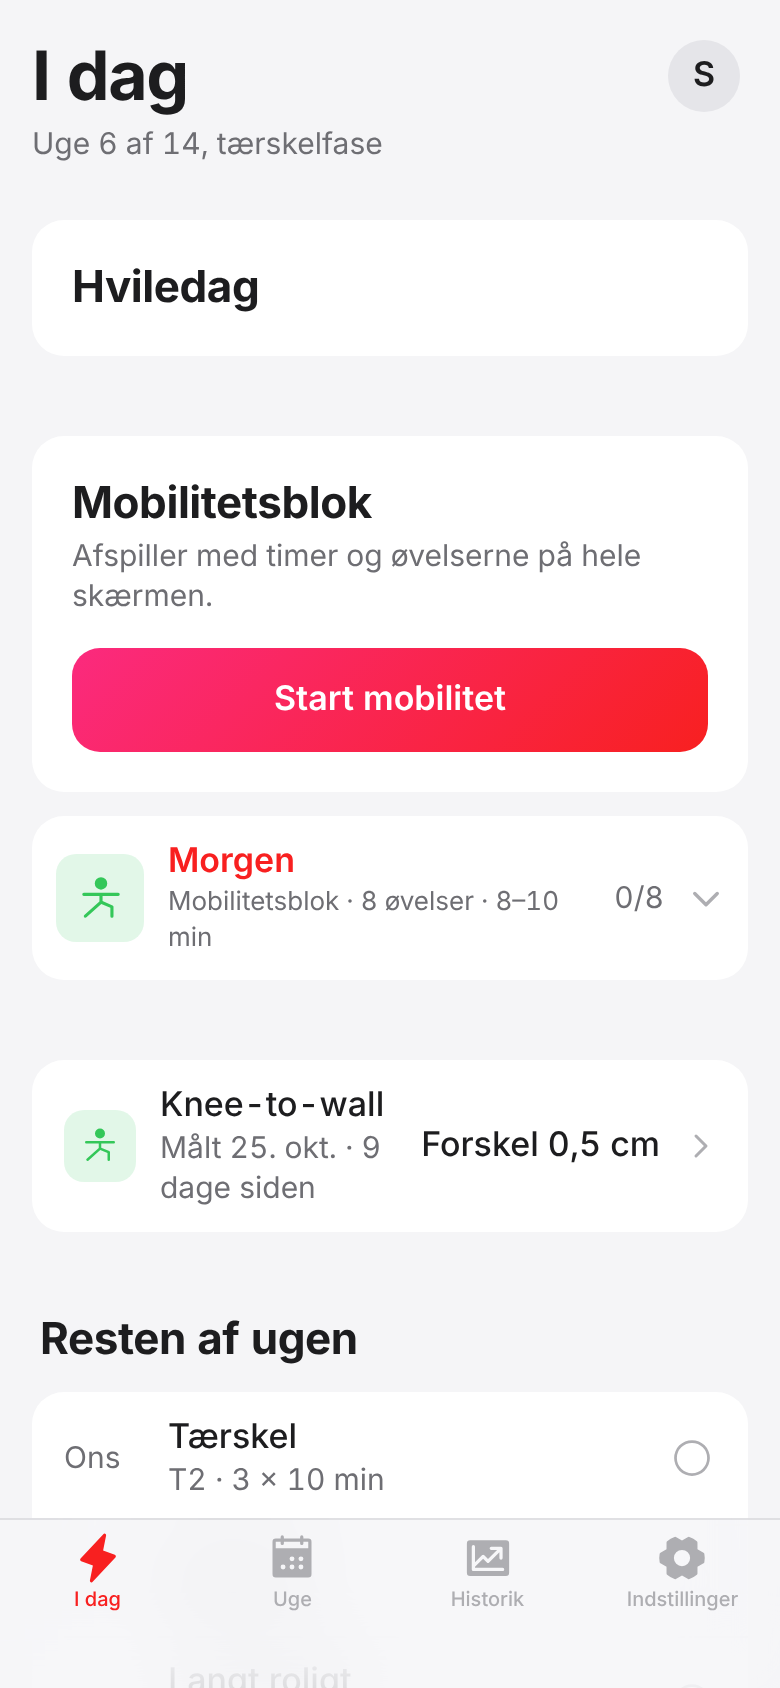 I dag
S
Uge 6 af 14, tærskelfase
Hviledag
Mobilitetsblok
Afspiller med timer og øvelserne på hele
skærmen.
Start mobilitet
Morgen
Mobilitetsblok · 8 øvelser · 8–10
min
0/8
Knee-to-wall
Målt 25. okt. · 9
dage siden
Forskel 0,5 cm
Resten af ugen
Ons
Tærskel
T2 · 3 × 10 min
I dag
Uge
Historik
Indstillinger
Langt roligt